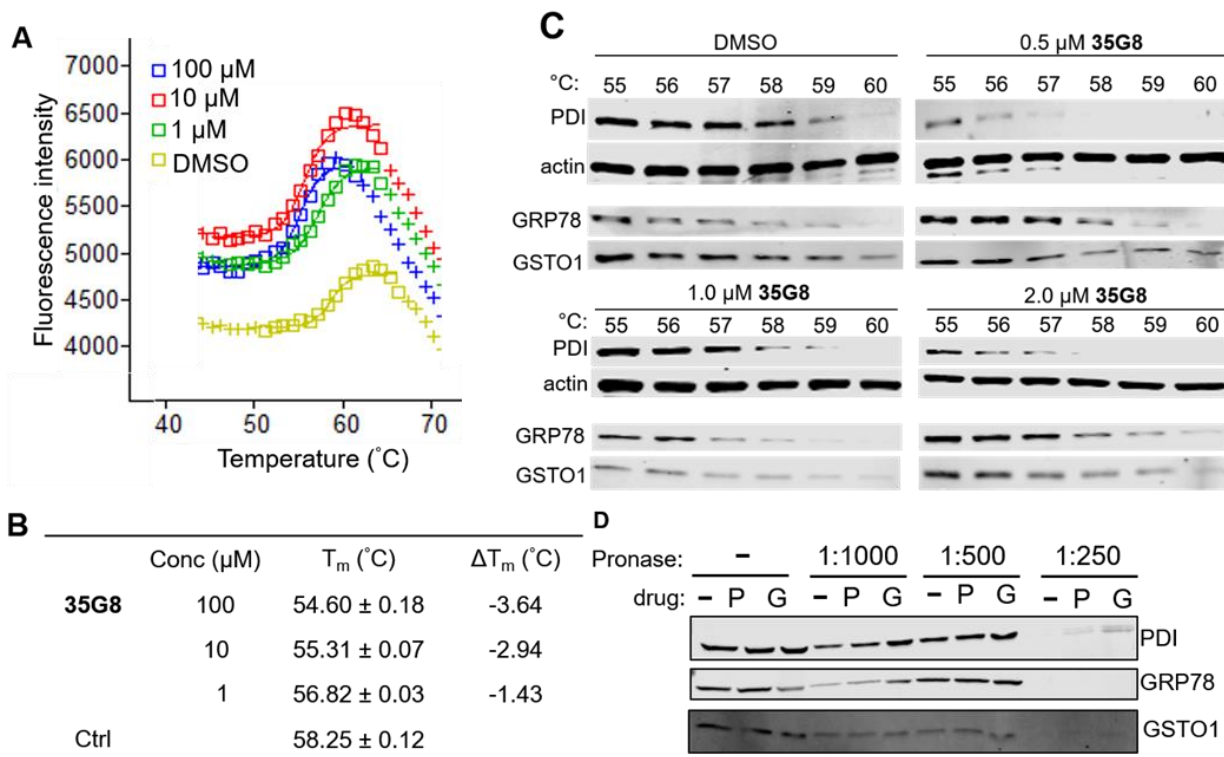 A
7000
6500
6000
5500
5000
4500
4000
Fluorescence intensity
100 µM
10 µM
1 µM
DMSO
40 50 60 70
Temperature (˚C)
B
Conc (µM) Tm (˚C) ΔTm (˚C)
35G8 100 54.60 ± 0.18 -3.64
10 55.31 ± 0.07 -2.94
1 56.82 ± 0.03 -1.43
Ctrl 58.25 ± 0.12
C
DMSO 0.5 µM 35G8
°C: 55 56 57 58 59 60 55 56 57 58 59 60
PDI
actin
GRP78
GSTO1
1.0 µM 35G8 2.0 µM 35G8
°C: 55 56 57 58 59 60 55 56 57 58 59 60
PDI
actin
GRP78
GSTO1
D
Pronase: – 1:1000 1:500 1:250
drug: – P G – P G – P G – P G
PDI
GRP78
GSTO1